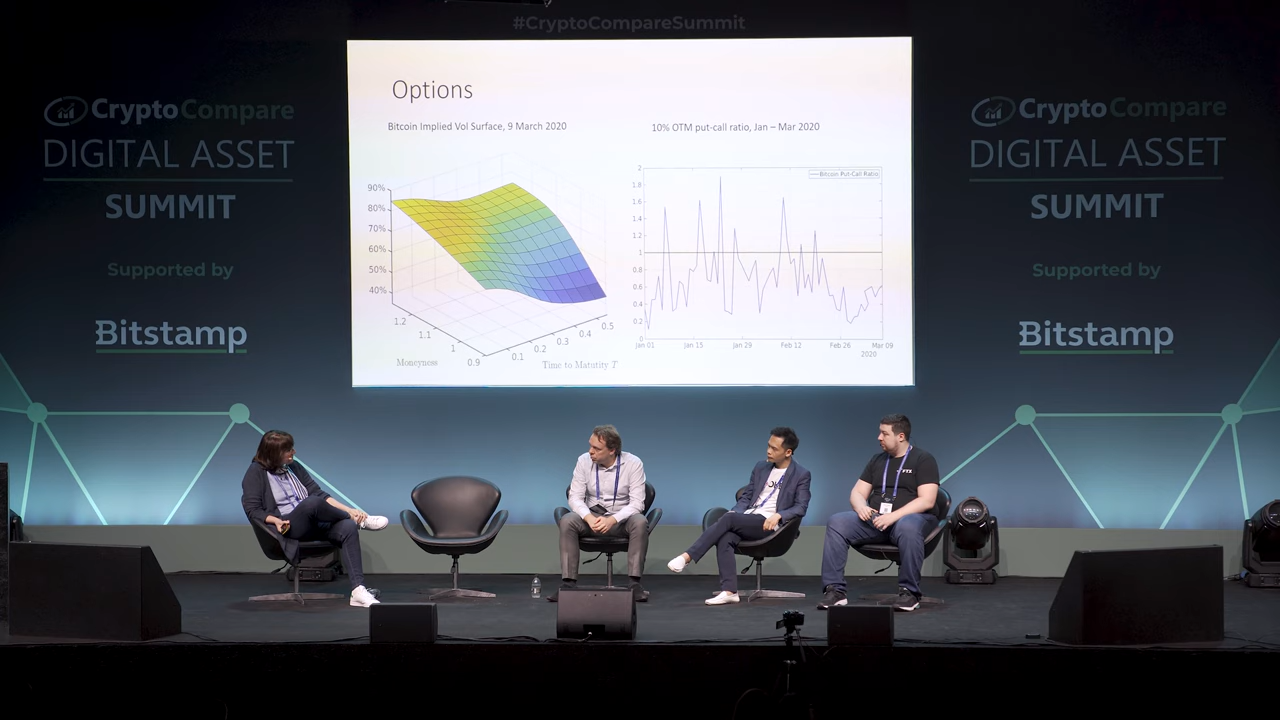 #CryptoCompareSummit
CryptoCompare
DIGITAL ASSET
SUMMIT
Supported by
Bitstamp
Options
Bitcoin Implied Vol Surface, 9 March 2020
90%
80%
70%
60%
50%
40%
1.2
1.1
1
0.9
Moneyness
0.1
0.2
0.3
0.4
0.5
Time to Maturity T
10% OTM put-call ratio, Jan – Mar 2020
Bitcoin Put-Call Ratio
2
1.8
1.6
1.4
1.2
1
0.8
0.6
0.4
0.2
0
Jan 01
Jan 15
Jan 29
Feb 12
Feb 26
Mar 09
2020
CryptoCompare
DIGITAL ASSET
SUMMIT
Supported by
Bitstamp
FTX